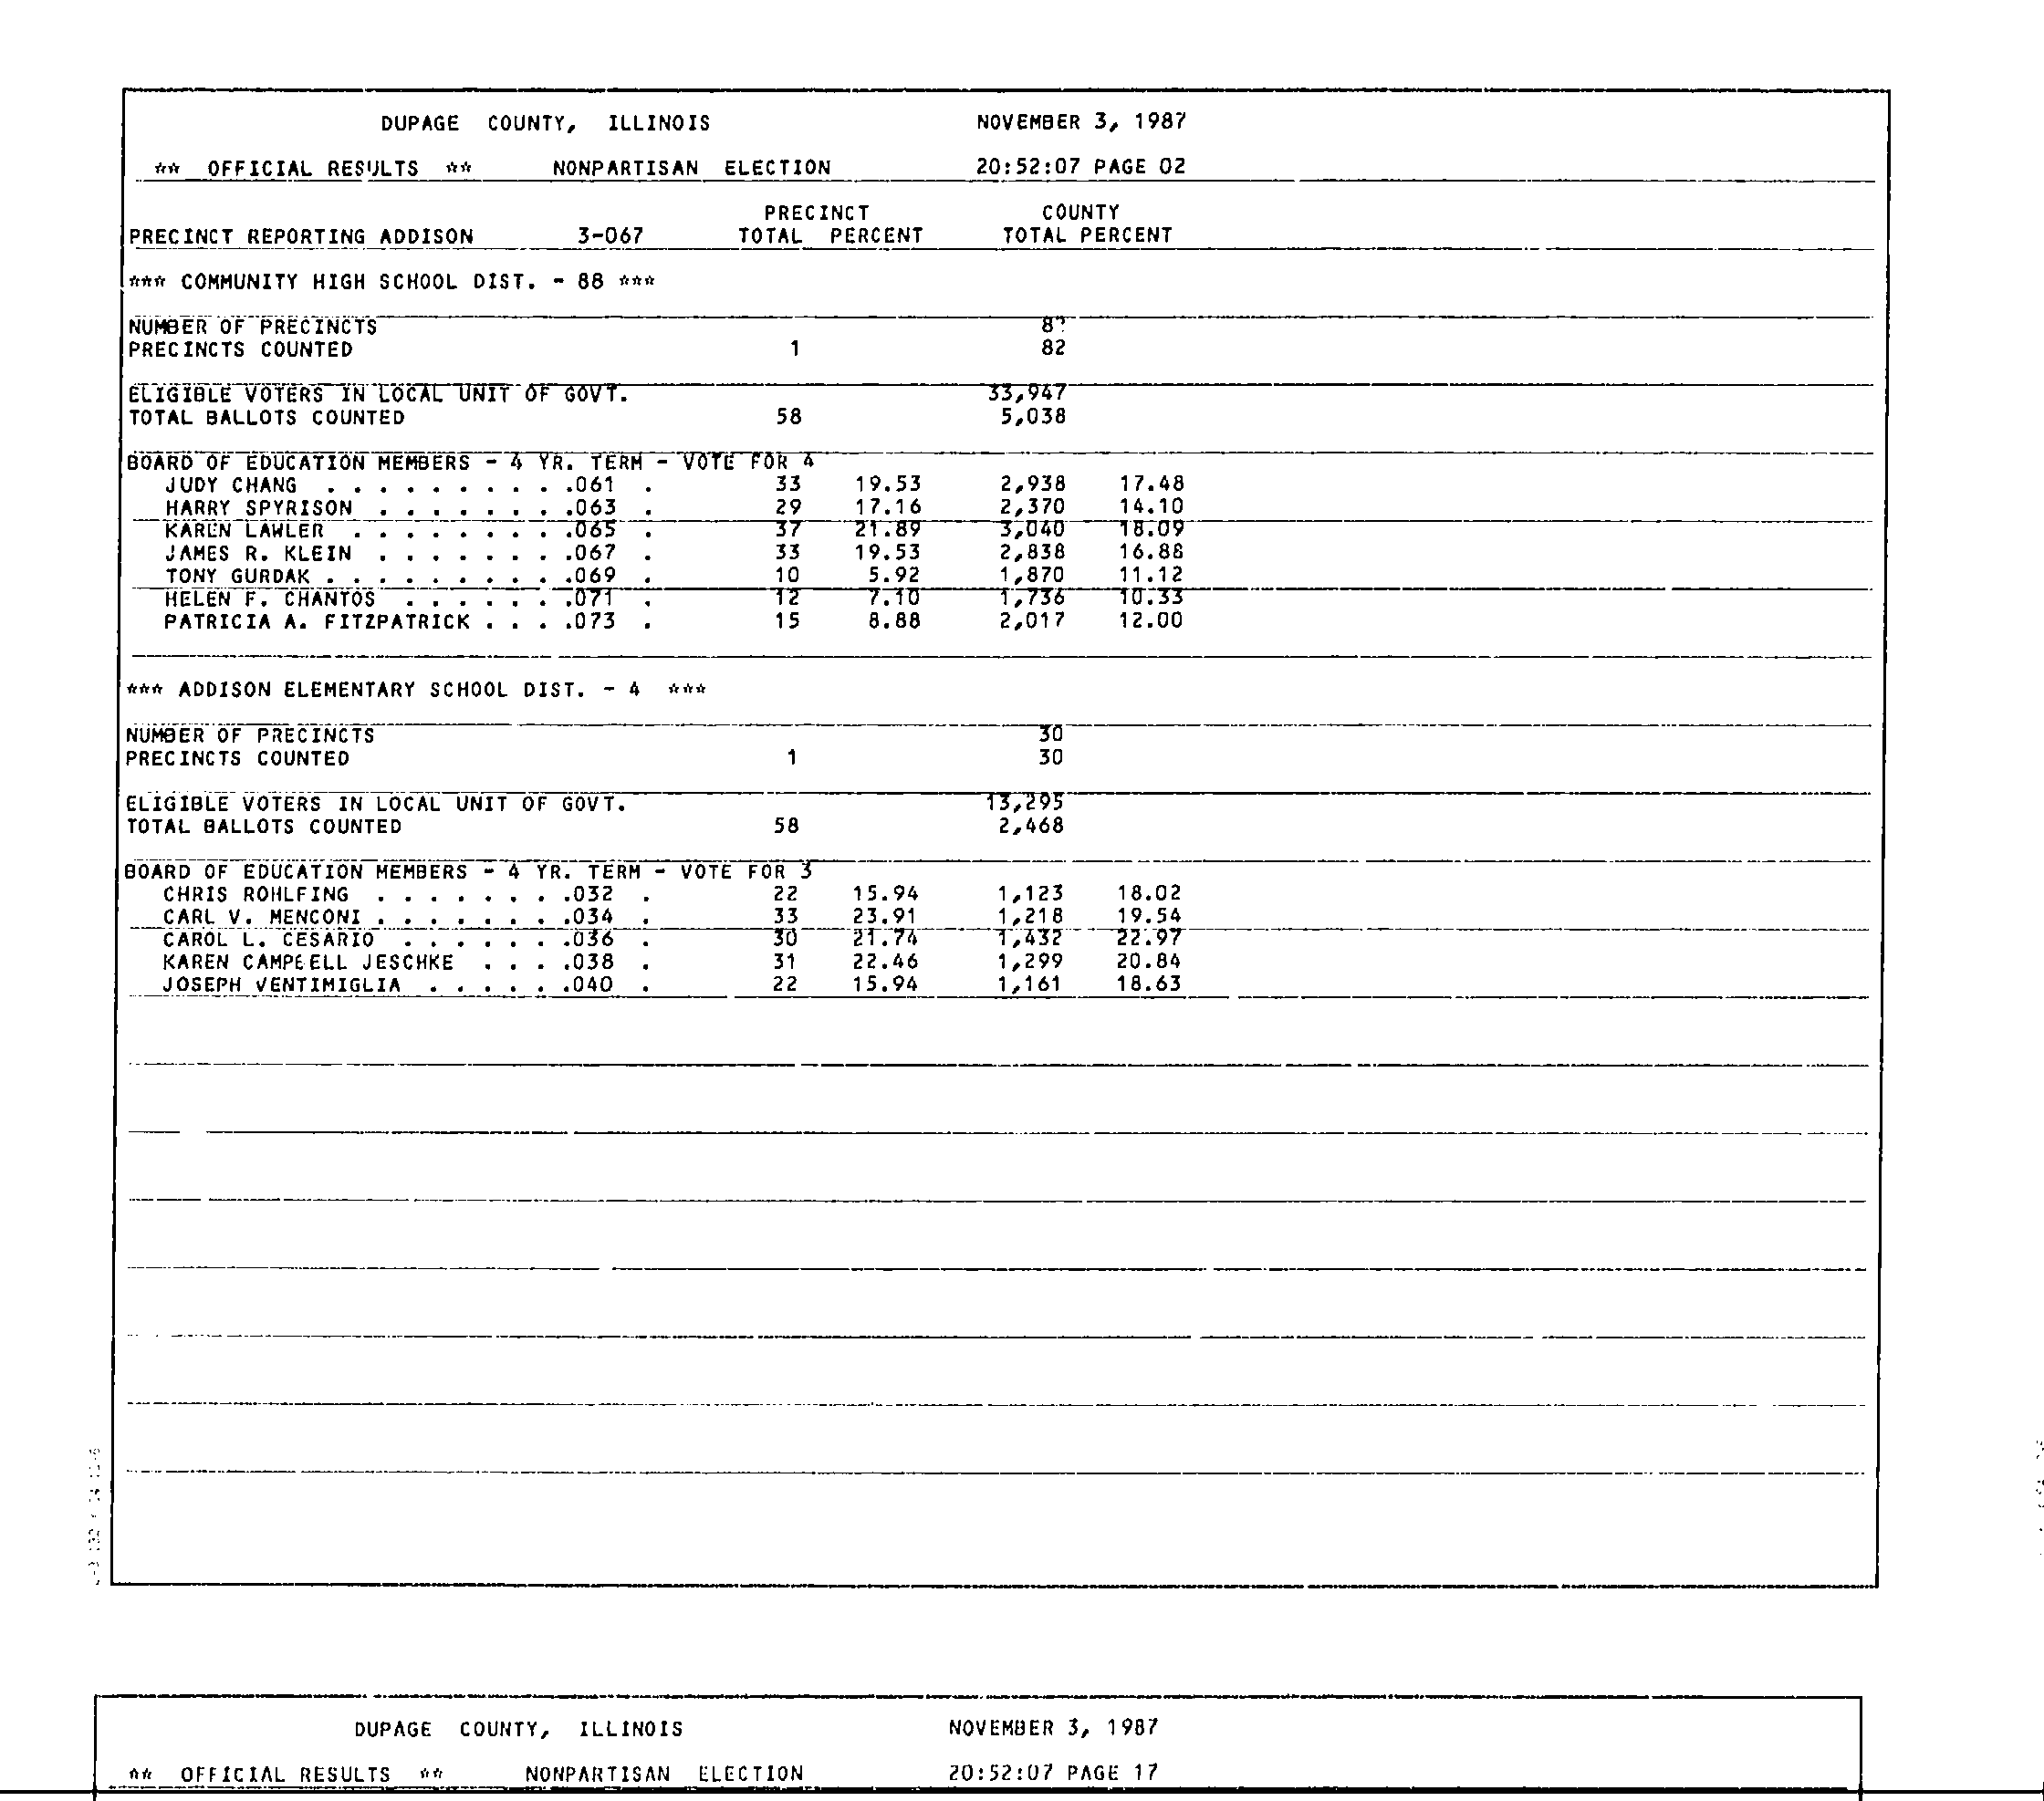 DUPAGE COUNTY, ILLINOIS NOVEMBER 3, 1987
** OFFICIAL RESULTS ** NONPARTISAN ELECTION 20:52:07 PAGE 02
PRECINCT COUNTY
PRECINCT REPORTING ADDISON 3-067 TOTAL PERCENT TOTAL PERCENT
*** COMMUNITY HIGH SCHOOL DIST. - 88 ***
NUMBER OF PRECINCTS
PRECINCTS COUNTED 1 82
ELIGIBLE VOTERS IN LOCAL UNIT OF GOVT. 33,947
TOTAL BALLOTS COUNTED 58 5,038
BOARD OF EDUCATION MEMBERS - 4 YR. TERM - VOTE FOR 4
JUDY CHANG . . . . . . . . . .061 . 33 19.53 2,938 17.48
HARRY SPYRISON . . . . . . . .063 . 29 17.16 2,370 14.10
KAREN LAWLER . . . . . . . . .065 . 37 21.89 3,040 18.09
JAMES R. KLEIN . . . . . . . .067 . 33 19.53 2,838 16.88
TONY GURDAK . . . . . . . . . .069 . 10 5.92 1,870 11.12
HELEN F. CHANTOS . . . . . . .071 . 12 7.10 1,736 10.33
PATRICIA A. FITZPATRICK . . . .073 . 15 8.88 2,017 12.00
*** ADDISON ELEMENTARY SCHOOL DIST. - 4 ***
NUMBER OF PRECINCTS 30
PRECINCTS COUNTED 1 30
ELIGIBLE VOTERS IN LOCAL UNIT OF GOVT. 13,295
TOTAL BALLOTS COUNTED 58 2,468
BOARD OF EDUCATION MEMBERS - 4 YR. TERM - VOTE FOR 3
CHRIS ROHLFING . . . . . . . .032 . 22 15.94 1,123 18.02
CARL V. MENCONI . . . . . . . .034 . 33 23.91 1,218 19.54
CAROL L. CESARIO . . . . . . .036 . 30 21.74 1,432 22.97
KAREN CAMPBELL JESCHKE . . . .038 . 31 22.46 1,299 20.84
JOSEPH VENTIMIGLIA . . . . . .040 . 22 15.94 1,161 18.63
DUPAGE COUNTY, ILLINOIS NOVEMBER 3, 1987
** OFFICIAL RESULTS ** NONPARTISAN ELECTION 20:52:07 PAGE 17